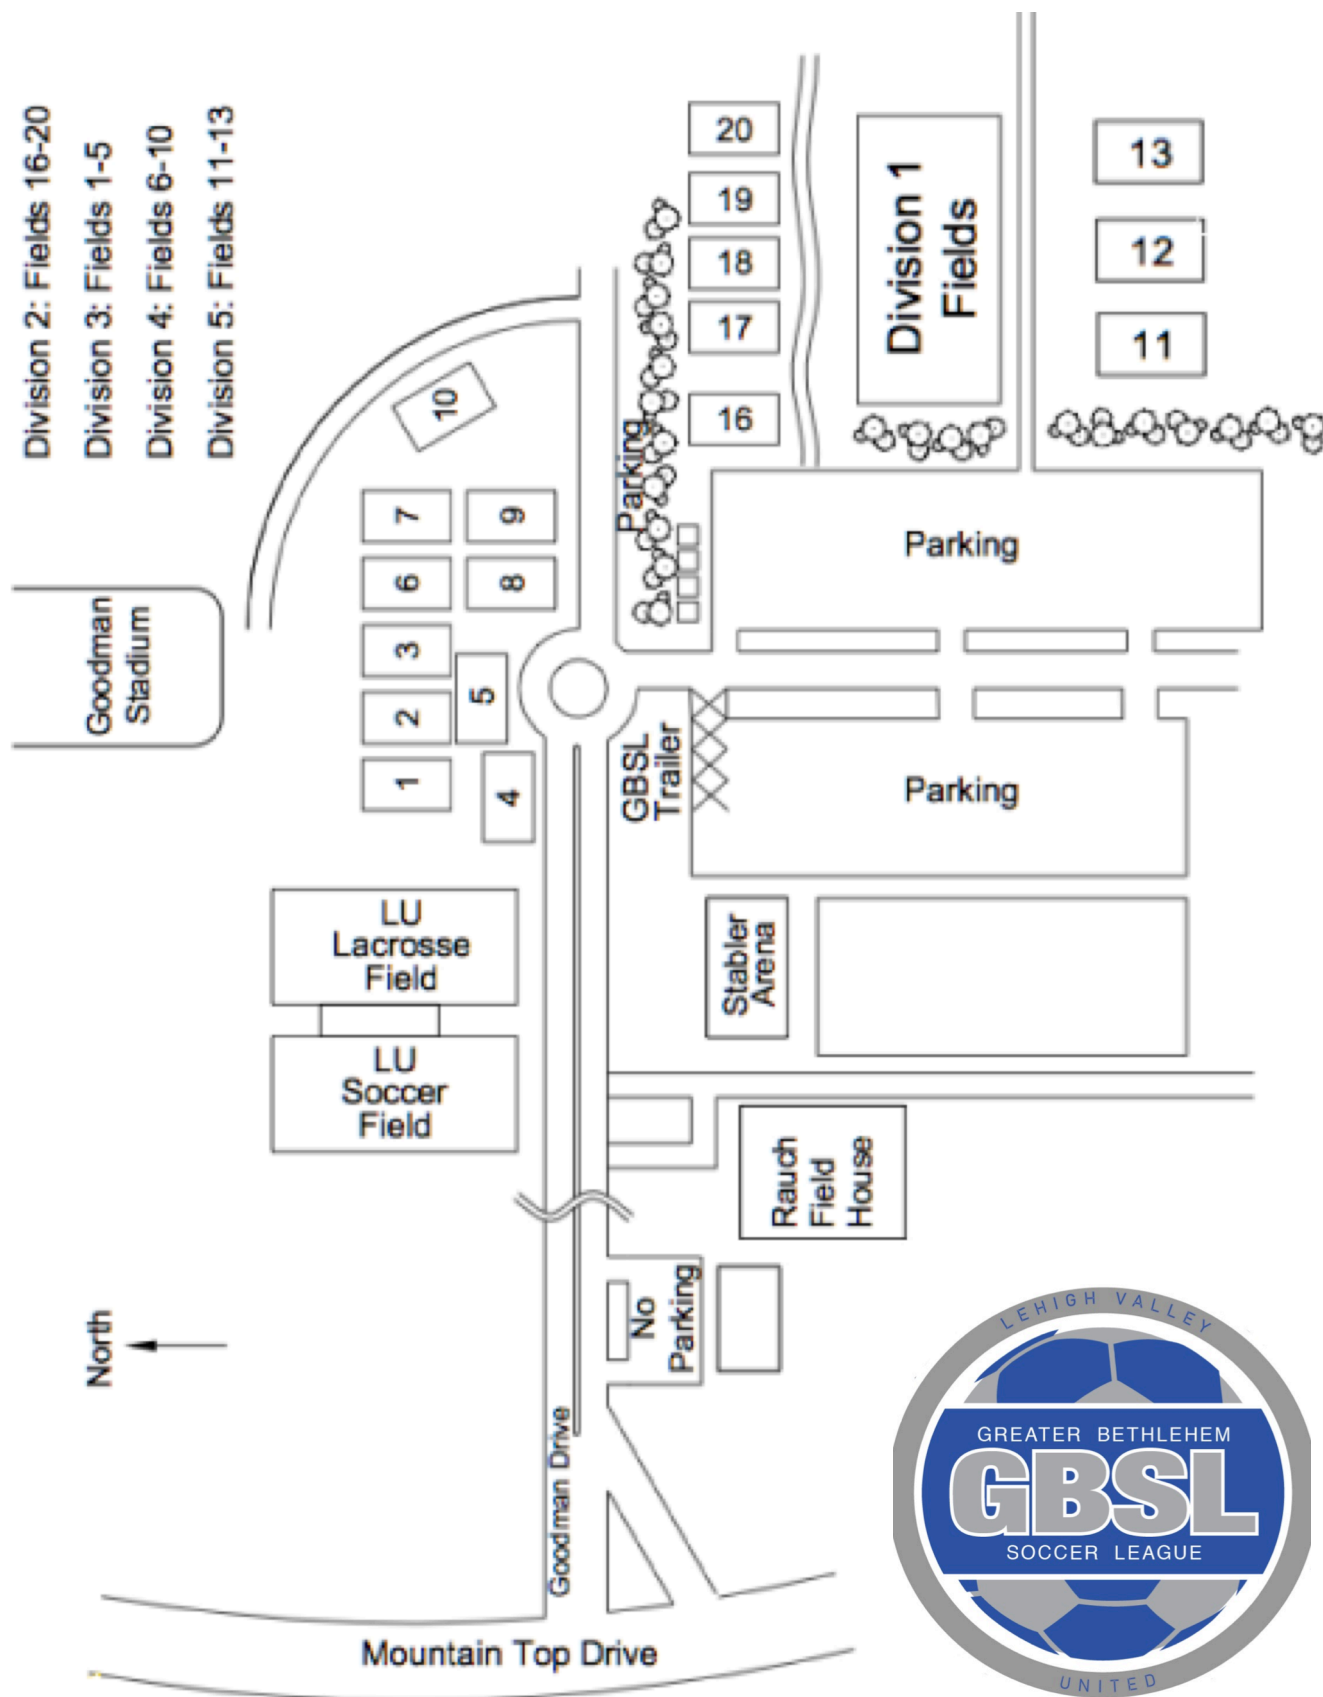 Division 2: Fields 16-20
Division 3: Fields 1-5
Division 4: Fields 6-10
Division 5: Fields 11-13
Goodman
Stadium
10
7
9
6
8
3
2
5
1
4
Parking
20
19
18
17
16
Division 1
Fields
13
12
11
Parking
GBSL
Trailer
Parking
LU
Lacrosse
Field
LU
Soccer
Field
Stabler
Arena
Rauch
Field
House
North
No
Parking
Goodman Drive
Mountain Top Drive
LEHIGH VALLEY
GREATER BETHLEHEM
GBSL
SOCCER LEAGUE
UNITED